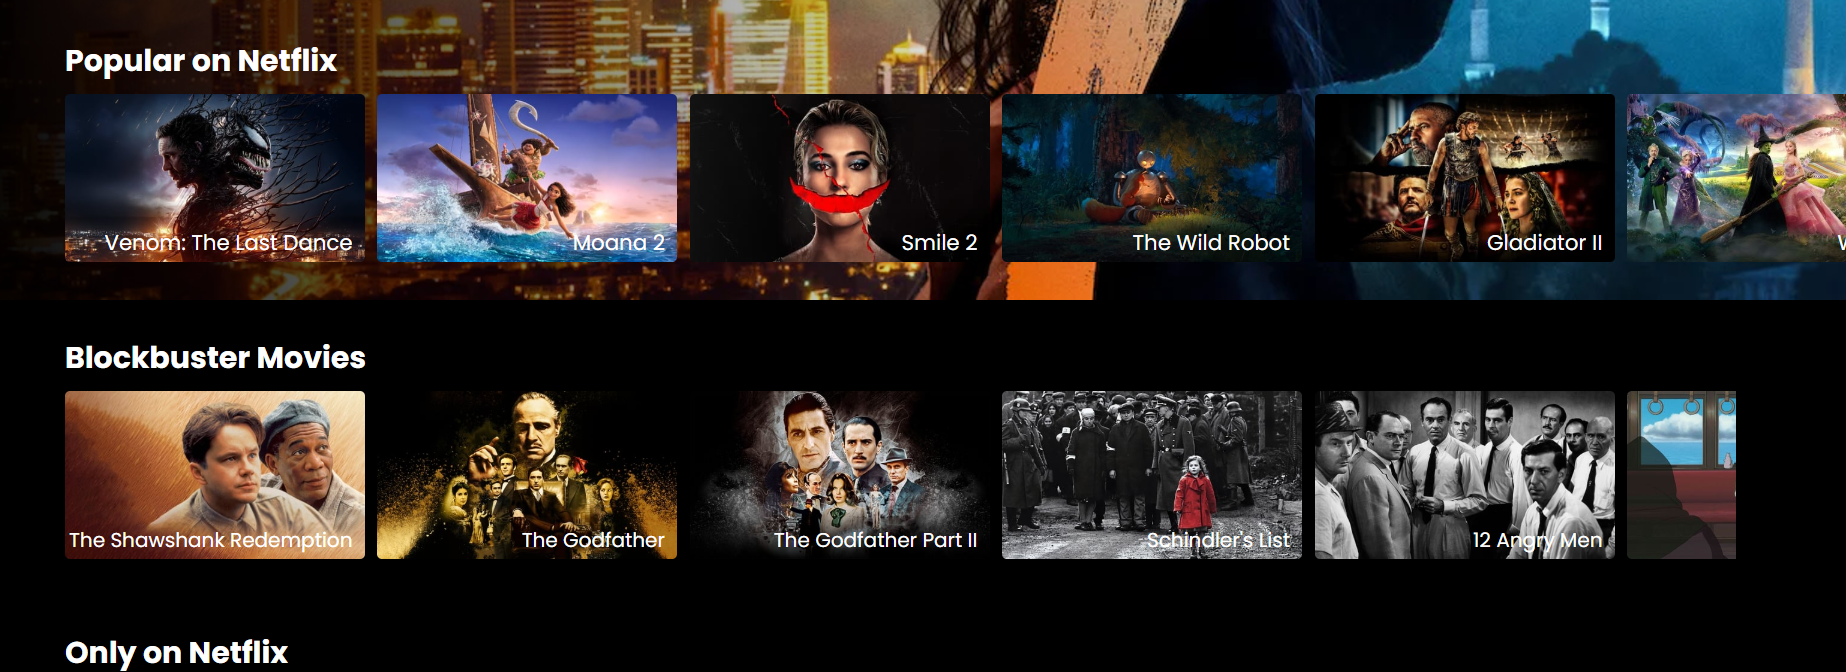 Popular on Netflix
Venom: The Last Dance
Moana 2
Smile 2
The Wild Robot
Gladiator II
Blockbuster Movies
The Shawshank Redemption
The Godfather
The Godfather Part II
Schindler's List
12 Angry Men
Only on Netflix